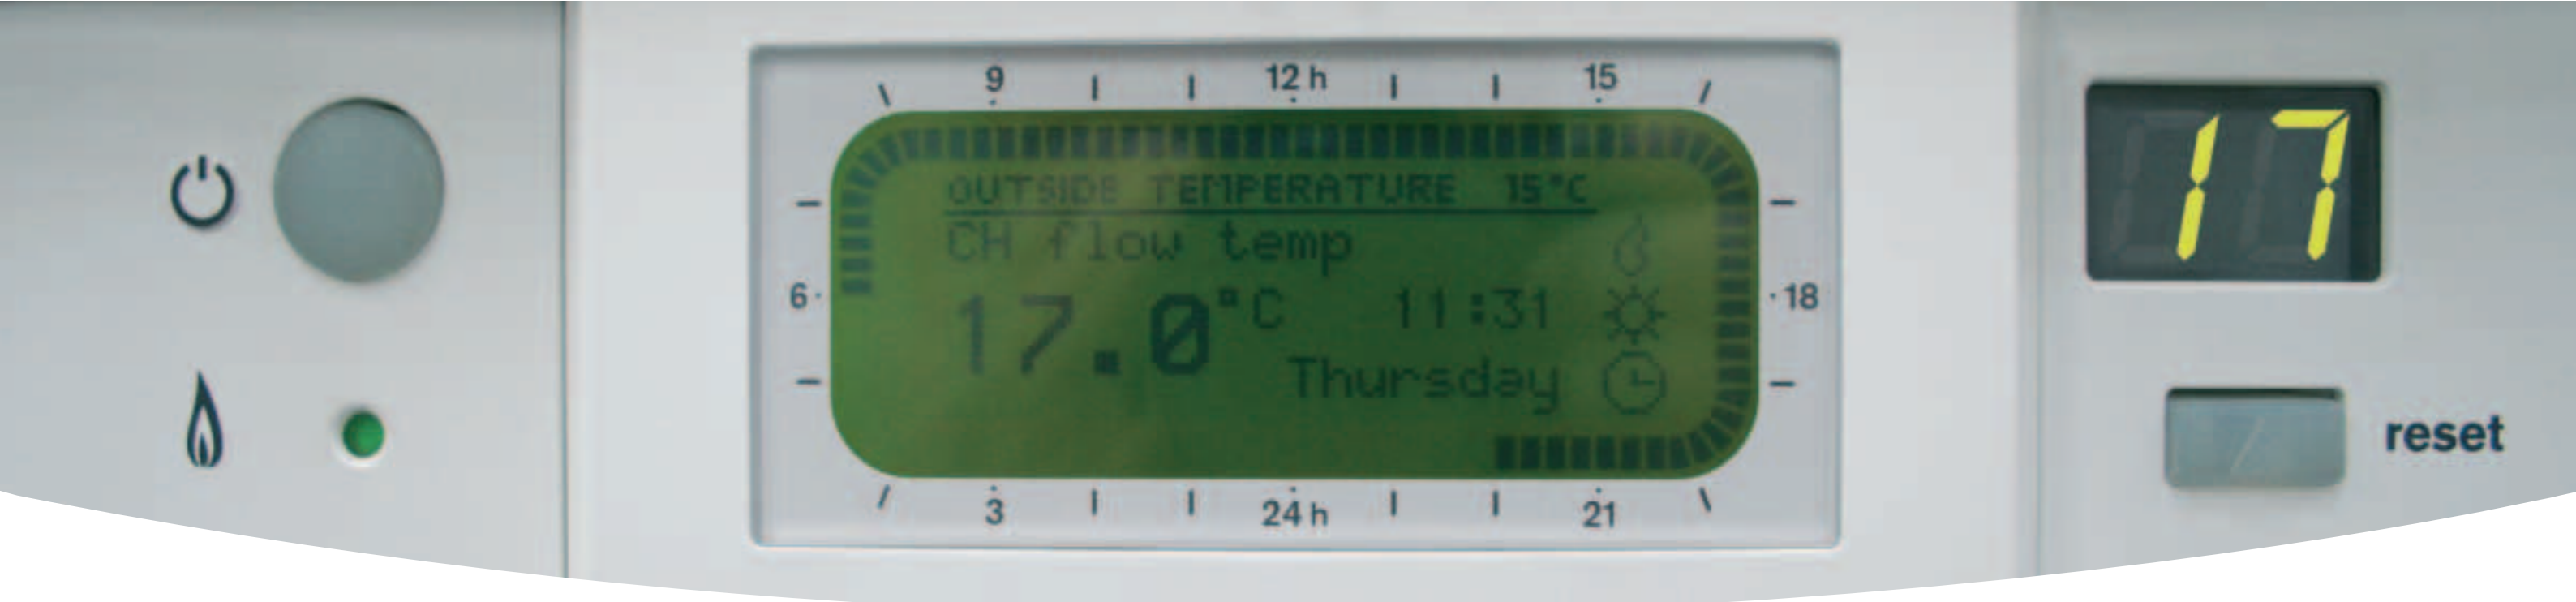 9 12 h 15
OUTSIDE TEMPERATURE 15°C
CH flow temp
6 18
17.0°C 11:31
Thursday
3 24 h 21
17
reset